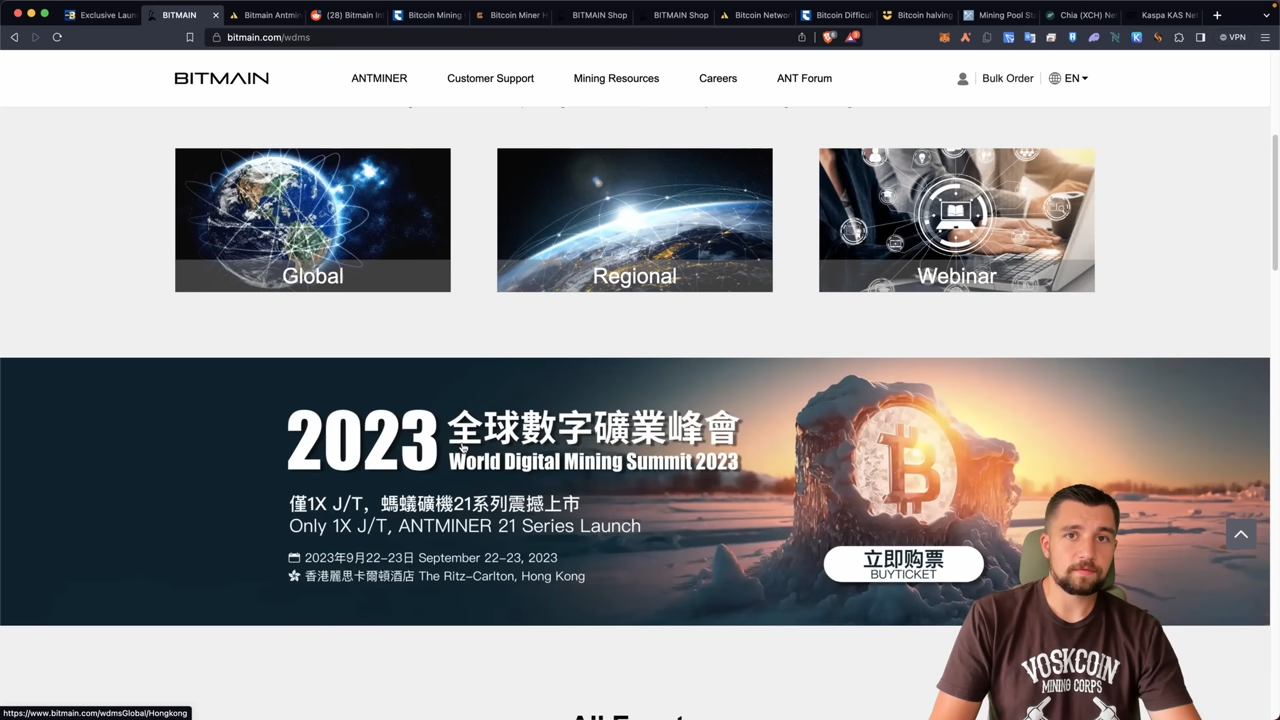 Exclusive Laun
BITMAIN
Bitmain Antmin
(28) Bitmain In
Bitcoin Mining
Bitcoin Miner H
BITMAIN Shop
BITMAIN Shop
Bitcoin Network
Bitcoin Difficul
Bitcoin halving
Mining Pool Sta
Chia (XCH) Net
Kaspa KAS Net
bitmain.com/wdms
VPN
BITMAIN
ANTMINER
Customer Support
Mining Resources
Careers
ANT Forum
Bulk Order
EN
Global
Regional
Webinar
2023 全球數字礦業峰會
World Digital Mining Summit 2023
僅1X J/T，螞蟻礦機21系列震撼上市
Only 1X J/T, ANTMINER 21 Series Launch
2023年9月22-23日 September 22-23, 2023
香港麗思卡爾頓酒店 The Ritz-Carlton, Hong Kong
立即购票
BUYTICKET
VOSKCOIN
MINING CORPS
https://www.bitmain.com/wdmsGlobal/Hongkong